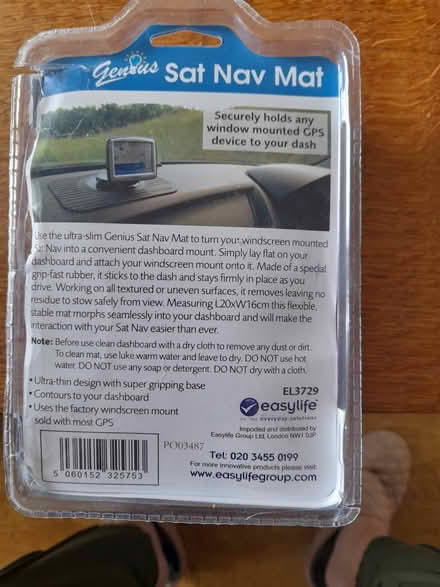 Genius Sat Nav Mat
Securely holds any
window mounted GPS
device to your dash
Use the ultra-slim Genius Sat Nav Mat to turn your windscreen mounted
Sat Nav into a convenient dashboard mount. Simply lay flat on your
dashboard and attach your windscreen mount onto it. Made of a special
grip-fast rubber, it sticks to the dash and stays firmly in place as you
drive. Working on all textured or uneven surfaces, it removes leaving no
residue to stow safely from view. Measuring L20xW16cm this flexible,
stable mat morphs seamlessly into your dashboard and will make the
interaction with your Sat Nav easier than ever.
Note: Before use clean dashboard with a dry cloth to remove any dust or dirt.
To clean mat, use luke warm water and leave to dry. DO NOT use hot
water. DO NOT use any soap or detergent. DO NOT dry with a cloth.
• Ultra-thin design with super gripping base
• Contours to your dashboard
• Uses the factory windscreen mount
sold with most GPS
EL3729
easylife
everyday solutions
Imported and distributed by
Easylife Group Ltd, London NW1 0JP
PO03487
5 060152 325753
Tel: 020 3455 0199
For more innovative products please visit:
www.easylifegroup.com